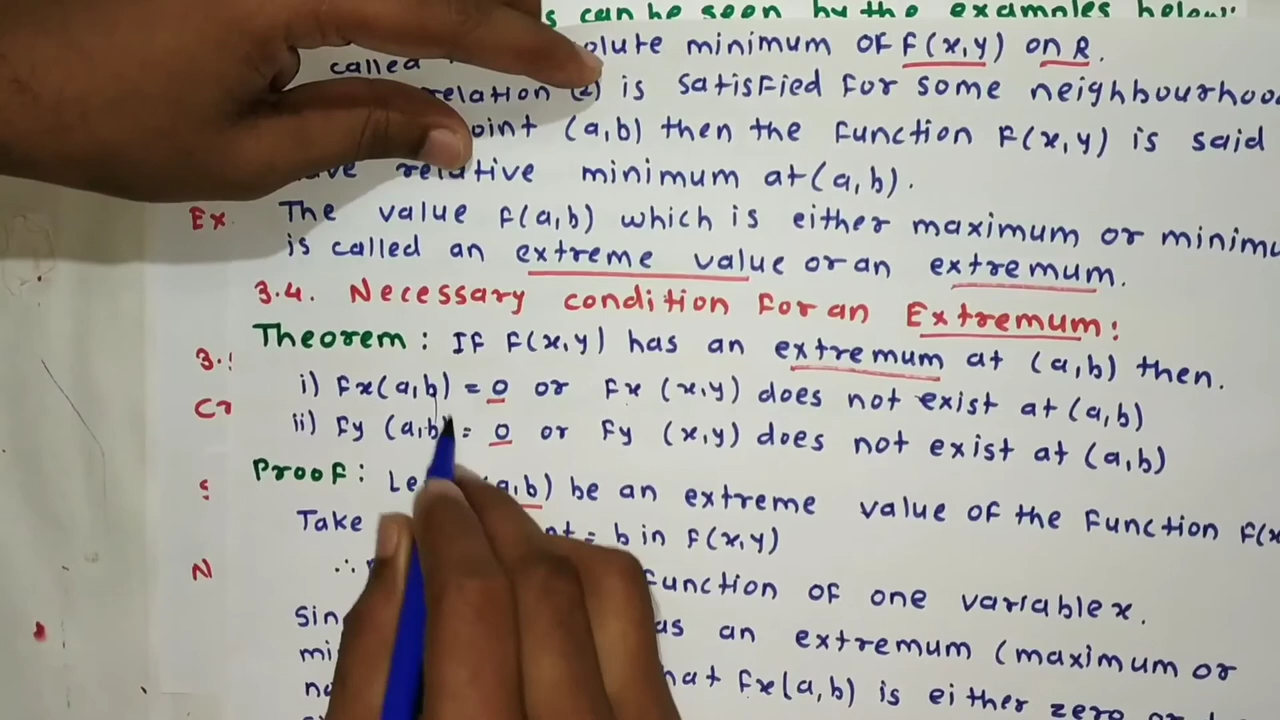 s can be seen by the examples below:
called olute minimum of f(x,y) on R.
elation (2) is satisfied for some neighbourhoo
oint (a,b) then the function f(x,y) is said
ave relative minimum at (a,b).
Ex The value f(a,b) which is either maximum or minimu
is called an extreme value or an extremum.
3.4. Necessary condition for an Extremum:
Theorem: If f(x,y) has an extremum at (a,b) then.
3.
i) fx(a,b) = 0 or fx (x,y) does not exist at (a,b)
Cr
ii) fy (a,b) = 0 or fy (x,y) does not exist at (a,b)
Proof: Le a,b) be an extreme value of the function f(x
Take nt = b in f(x,y)
N
∴ function of one variable x.
Sin as an extremum (maximum or
mi hat fx(a,b) is either zero or